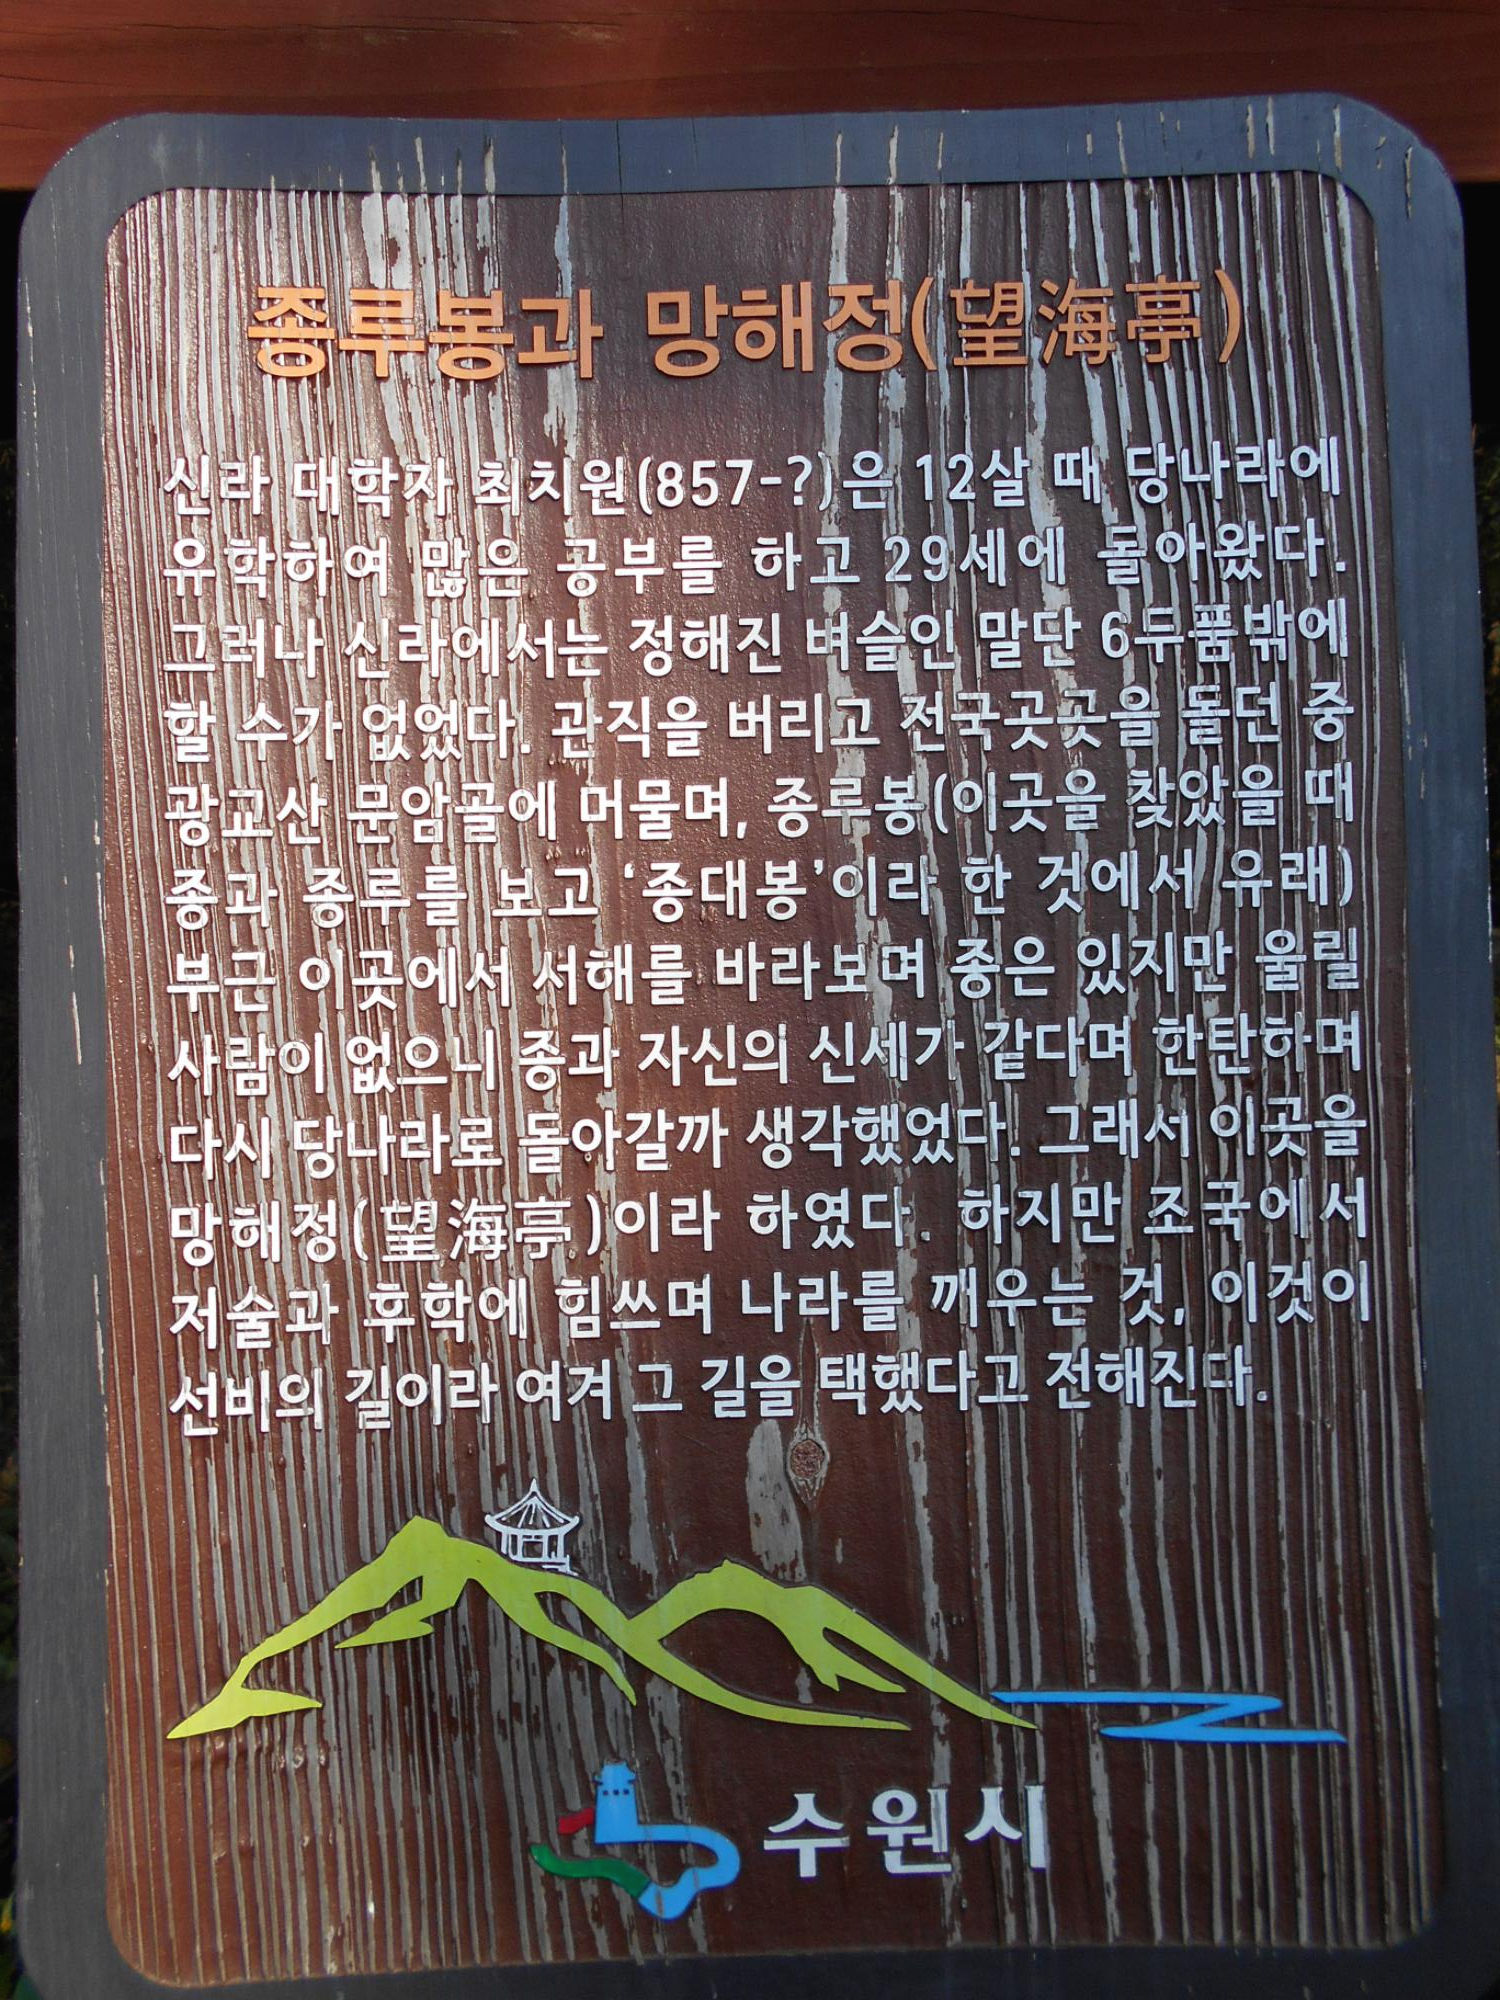 종루봉과 망해정(望海亭)
신라 대학자 최치원(857-?)은 12살 때 당나라에
유학하여 많은 공부를 하고 29세에 돌아왔다.
그러나 신라에서는 정해진 벼슬인 말단 6두품밖에
할 수가 없었다. 관직을 버리고 전국곳곳을 돌던 중
광교산 문암골에 머물며, 종루봉(이곳을 찾았을 때
종과 종루를 보고 ‘종대봉’이라 한 것에서 유래)
부근 이곳에서 서해를 바라보며 종은 있지만 울릴
사람이 없으니 종과 자신의 신세가 같다며 한탄하며
다시 당나라로 돌아갈까 생각했었다. 그래서 이곳을
망해정(望海亭)이라 하였다. 하지만 조국에서
저술과 후학에 힘쓰며 나라를 깨우는 것, 이것이
선비의 길이라 여겨 그 길을 택했다고 전해진다.
수원시